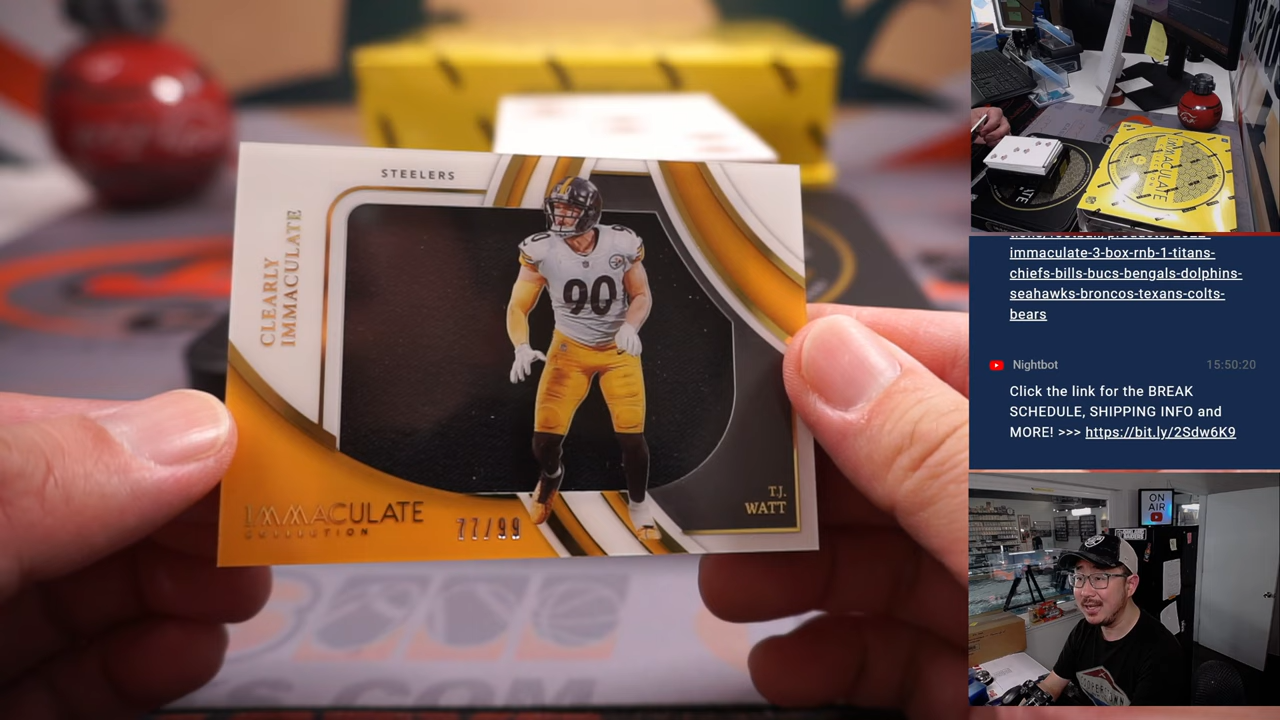 STEELERS
CLEARLY
IMMACULATE
90
T.J.
WATT
IMMACULATE
COLLECTION
77/99
S.COM
IMMACULATE
immaculate-3-box-rnb-1-titans-
chiefs-bills-bucs-bengals-dolphins-
seahawks-broncos-texans-colts-
bears
Nightbot
15:50:20
Click the link for the BREAK
SCHEDULE, SHIPPING INFO and
MORE! >>> https://bit.ly/2Sdw6K9
ON
AIR